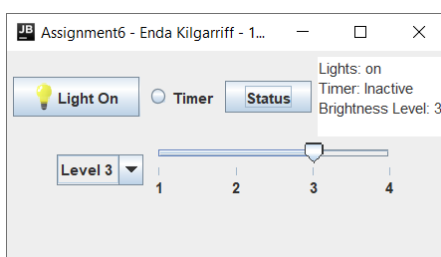 JB Assignment6 - Enda Kilgarriff - 1...
Light On
Timer
Status
Lights: on
Timer: Inactive
Brightness Level: 3
Level 3
1 2 3 4